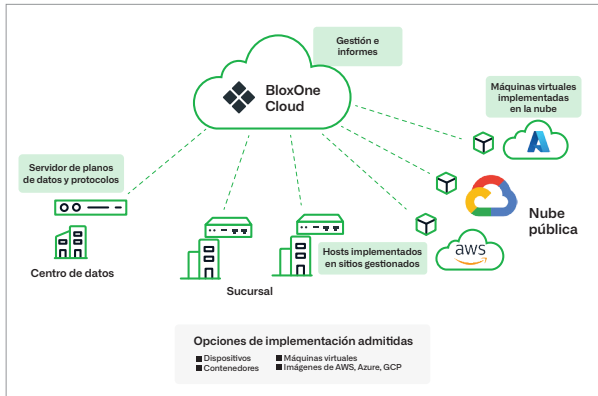 Gestión e
informes
BloxOne
Cloud
Máquinas virtuales
implementadas
en la nube
Servidor de planos
de datos y protocolos
Nube
pública
aws
Hosts implementados
en sitios gestionados
Centro de datos
Sucursal
Opciones de implementación admitidas
Dispositivos
Máquinas virtuales
Contenedores
Imágenes de AWS, Azure, GCP